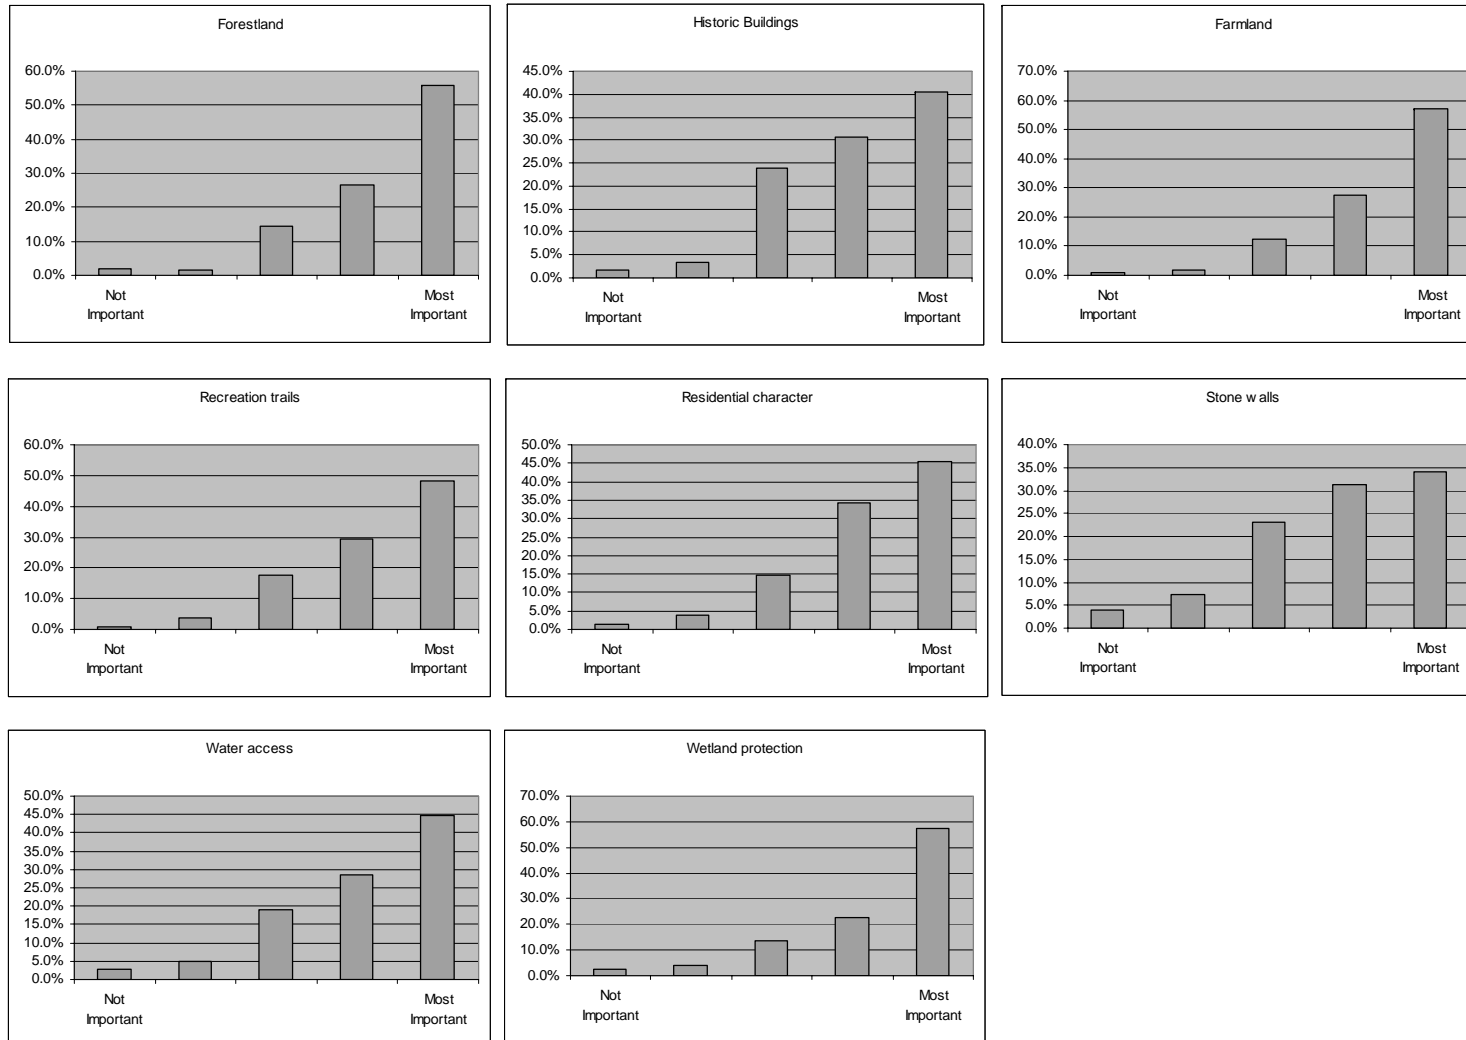 Forestland
60.0%
50.0%
40.0%
30.0%
20.0%
10.0%
0.0%
Not
Important
Most
Important
Historic Buildings
45.0%
40.0%
35.0%
30.0%
25.0%
20.0%
15.0%
10.0%
5.0%
0.0%
Not
Important
Most
Important
Farmland
70.0%
60.0%
50.0%
40.0%
30.0%
20.0%
10.0%
0.0%
Not
Important
Most
Important
Recreation trails
60.0%
50.0%
40.0%
30.0%
20.0%
10.0%
0.0%
Not
Important
Most
Important
Residential character
50.0%
45.0%
40.0%
35.0%
30.0%
25.0%
20.0%
15.0%
10.0%
5.0%
0.0%
Not
Important
Most
Important
Stone walls
40.0%
35.0%
30.0%
25.0%
20.0%
15.0%
10.0%
5.0%
0.0%
Not
Important
Most
Important
Water access
50.0%
45.0%
40.0%
35.0%
30.0%
25.0%
20.0%
15.0%
10.0%
5.0%
0.0%
Not
Important
Most
Important
Wetland protection
70.0%
60.0%
50.0%
40.0%
30.0%
20.0%
10.0%
0.0%
Not
Important
Most
Important